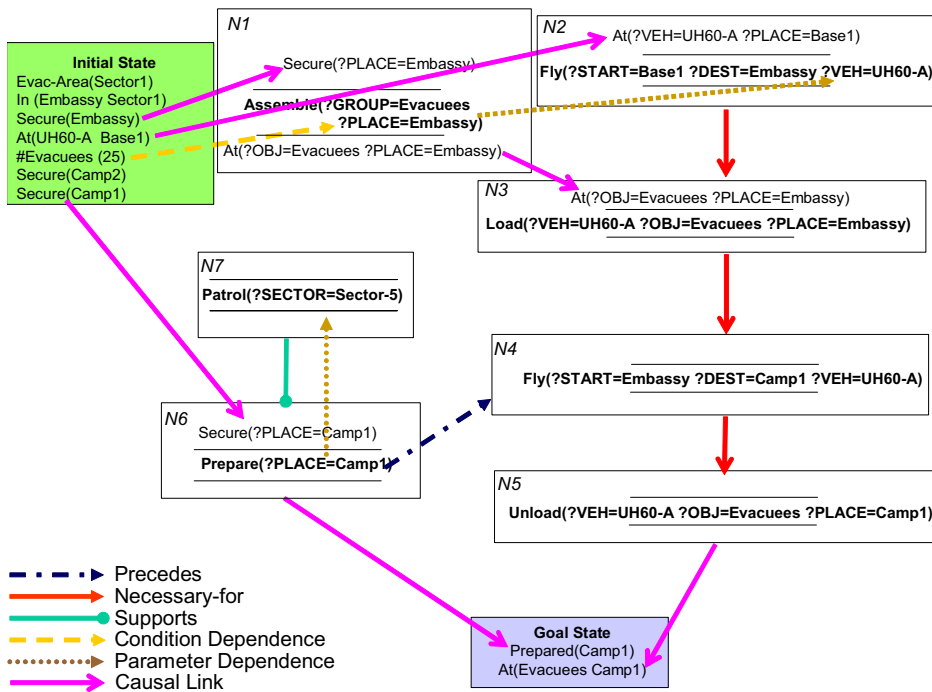 N1
Secure(?PLACE=Embassy)
Assemble(?GROUP=Evacuees
?PLACE=Embassy)
At(?OBJ=Evacuees ?PLACE=Embassy)
N2
At(?VEH=UH60-A ?PLACE=Base1)
Fly(?START=Base1 ?DEST=Embassy ?VEH=UH60-A)
Initial State
Evac-Area(Sector1)
In (Embassy Sector1)
Secure(Embassy)
At(UH60-A Base1)
#Evacuees (25)
Secure(Camp2)
Secure(Camp1)
N3
At(?OBJ=Evacuees ?PLACE=Embassy)
Load(?VEH=UH60-A ?OBJ=Evacuees ?PLACE=Embassy)
N7
Patrol(?SECTOR=Sector-5)
N4
Fly(?START=Embassy ?DEST=Camp1 ?VEH=UH60-A)
N6
Secure(?PLACE=Camp1)
Prepare(?PLACE=Camp1)
N5
Unload(?VEH=UH60-A ?OBJ=Evacuees ?PLACE=Camp1)
Precedes
Necessary-for
Supports
Condition Dependence
Parameter Dependence
Causal Link
Goal State
Prepared(Camp1)
At(Evacuees Camp1)